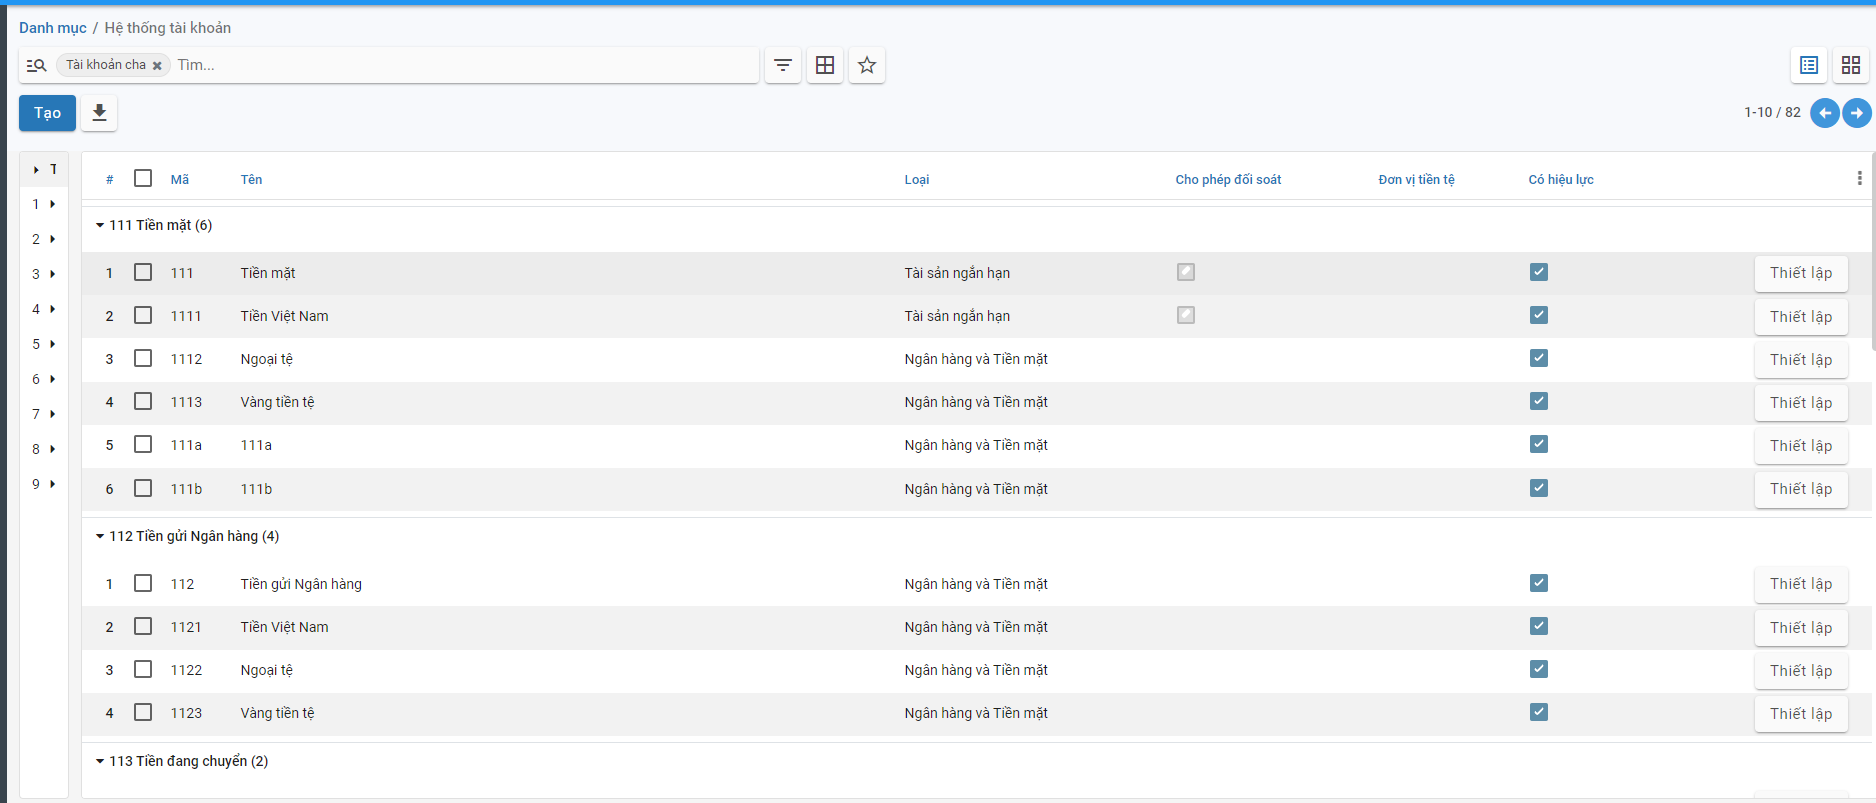 Danh mục / Hệ thống tài khoản
Tài khoản cha Tìm...
Tạo
1-10 / 82
T
1
2
3
4
5
6
7
8
9
# Mã Tên Loại Cho phép đối soát Đơn vị tiền tệ Có hiệu lực
111 Tiền mặt (6)
1 111 Tiền mặt Tài sản ngắn hạn Thiết lập
2 1111 Tiền Việt Nam Tài sản ngắn hạn Thiết lập
3 1112 Ngoại tệ Ngân hàng và Tiền mặt Thiết lập
4 1113 Vàng tiền tệ Ngân hàng và Tiền mặt Thiết lập
5 111a 111a Ngân hàng và Tiền mặt Thiết lập
6 111b 111b Ngân hàng và Tiền mặt Thiết lập
112 Tiền gửi Ngân hàng (4)
1 112 Tiền gửi Ngân hàng Ngân hàng và Tiền mặt Thiết lập
2 1121 Tiền Việt Nam Ngân hàng và Tiền mặt Thiết lập
3 1122 Ngoại tệ Ngân hàng và Tiền mặt Thiết lập
4 1123 Vàng tiền tệ Ngân hàng và Tiền mặt Thiết lập
113 Tiền đang chuyển (2)